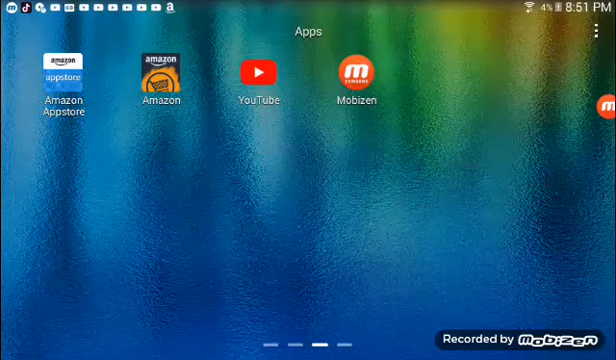 4% 8:51 PM
Apps
amazon
appstore
amazon
Amazon
Appstore
Amazon
YouTube
Mobizen
Recorded by mobizen